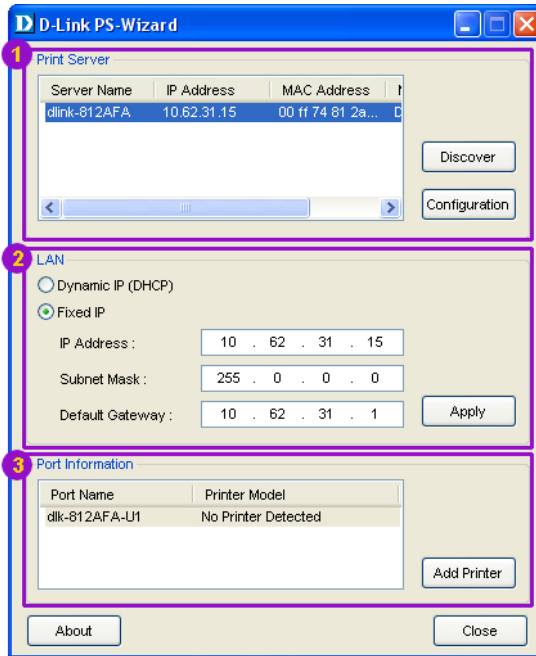 D D-Link PS-Wizard
1 Print Server
Server Name IP Address MAC Address
dlink-812AFA 10.62.31.15 00 ff 74 81 2a... D
Discover
Configuration
2 LAN
Dynamic IP (DHCP)
Fixed IP
IP Address : 10 . 62 . 31 . 15
Subnet Mask : 255 . 0 . 0 . 0
Default Gateway : 10 . 62 . 31 . 1
Apply
3 Port Information
Port Name Printer Model
dlk-812AFA-U1 No Printer Detected
Add Printer
About Close